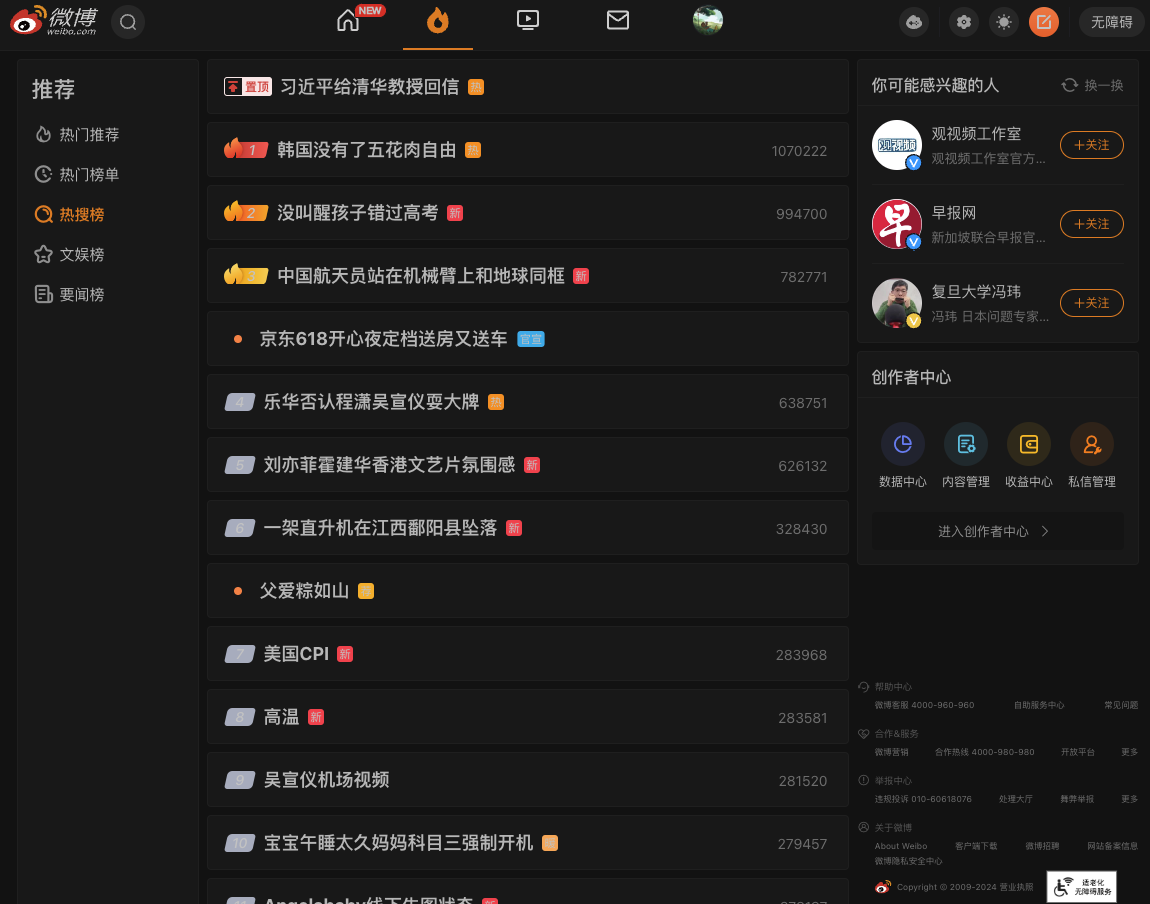 微博
weibo.com
NEW
无障碍
推荐
热门推荐
热门榜单
热搜榜
文娱榜
要闻榜
置顶 习近平给清华教授回信 热
1 韩国没有了五花肉自由 热 1070222
2 没叫醒孩子错过高考 新 994700
3 中国航天员站在机械臂上和地球同框 新 782771
京东618开心夜定档送房又送车 官宣
4 乐华否认程潇吴宣仪耍大牌 热 638751
5 刘亦菲霍建华香港文艺片氛围感 新 626132
6 一架直升机在江西鄱阳县坠落 新 328430
父爱粽如山
7 美国CPI 新 283968
8 高温 新 283581
9 吴宣仪机场视频 281520
10 宝宝午睡太久妈妈科目三强制开机 279457
你可能感兴趣的人 换一换
观视频
观视频工作室
观视频工作室官方...
+关注
早
早报网
新加坡联合早报官...
+关注
复旦大学冯玮
冯玮 日本问题专家...
+关注
创作者中心
数据中心 内容管理 收益中心 私信管理
进入创作者中心
帮助中心
微博客服 4000-960-960 自助服务中心 常见问题
合作&服务
微博营销 合作热线 4000-980-980 开放平台 更多
举报中心
违规投诉 010-60618076 处理大厅 舞弊举报 更多
关于微博
About Weibo 客户端下载 微博招聘 网站备案信息
微博隐私安全中心
Copyright © 2009-2024 营业执照
适老化
无障碍服务